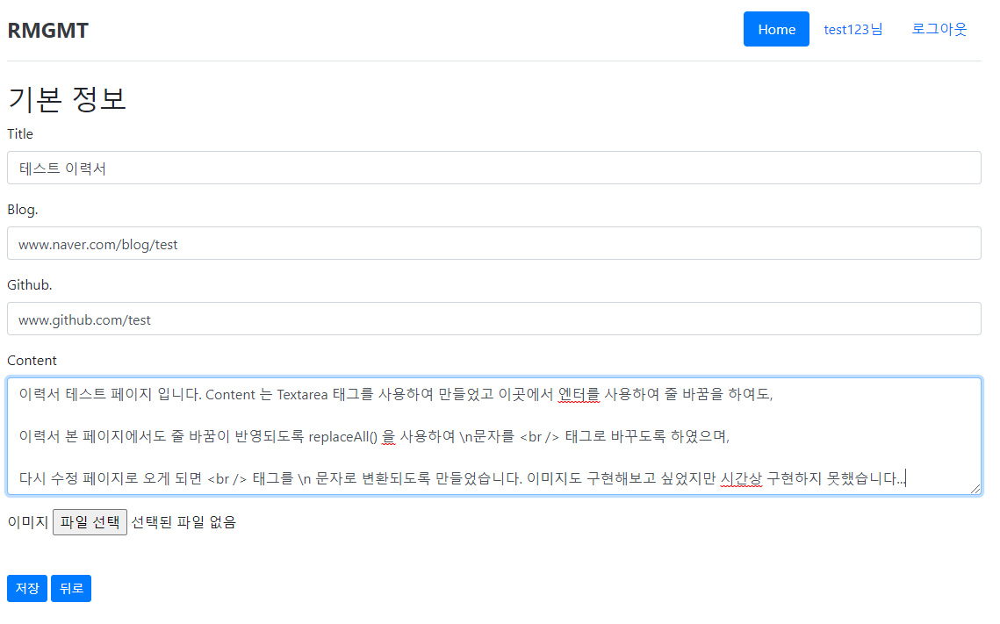 RMGMT
Home
test123님
로그아웃
기본 정보
Title
테스트 이력서
Blog.
www.naver.com/blog/test
Github.
www.github.com/test
Content
이력서 테스트 페이지 입니다. Content 는 Textarea 태그를 사용하여 만들었고 이곳에서 엔터를 사용하여 줄 바꿈을 하여도,
이력서 본 페이지에서도 줄 바꿈이 반영되도록 replaceAll() 을 사용하여 \n문자를 <br /> 태그로 바꾸도록 하였으며,
다시 수정 페이지로 오게 되면 <br /> 태그를 \n 문자로 변환되도록 만들었습니다. 이미지도 구현해보고 싶었지만 시간상 구현하지 못했습니다...
이미지 파일 선택 선택된 파일 없음
저장 뒤로